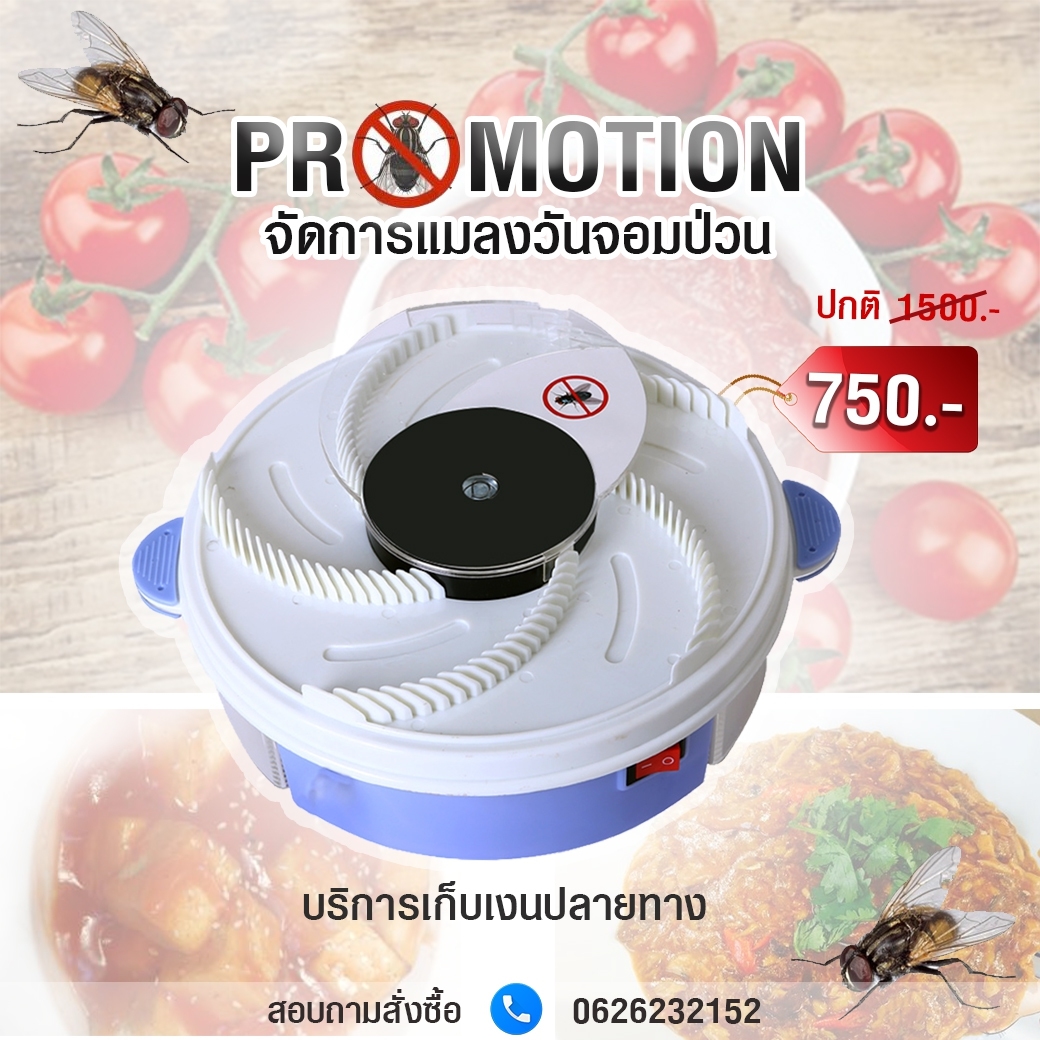 PROMOTION
จัดการแมลงวันจอมป่วน
ปกติ 1500.-
750.-
บริการเก็บเงนปลายทาง
สอบถามสั่งซื้อ 0626232152